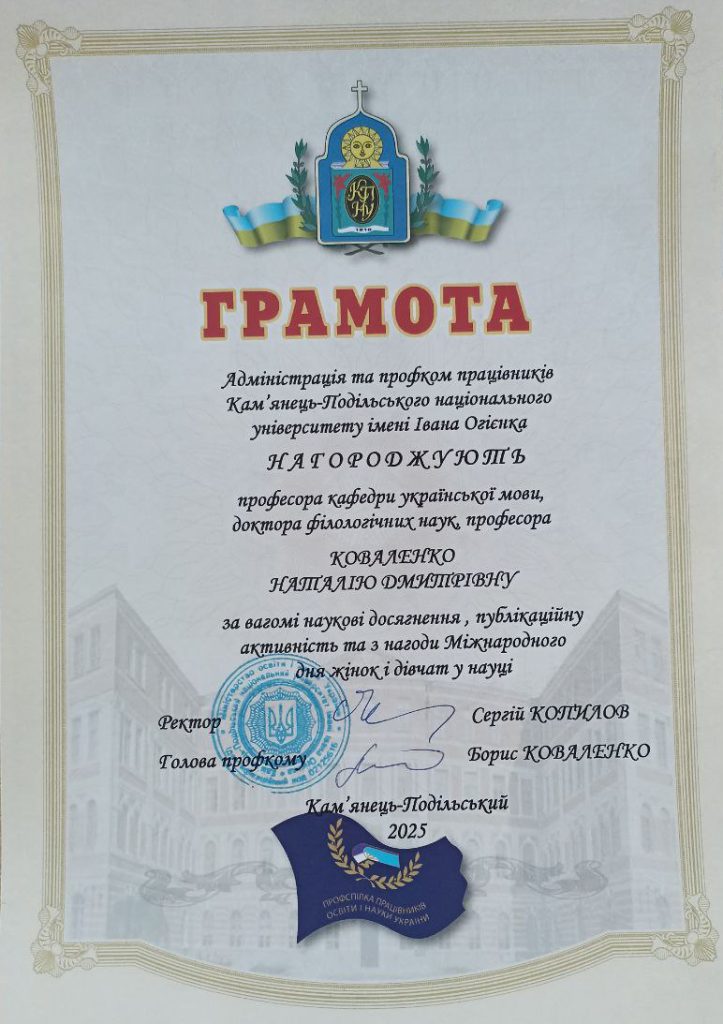 КПНУ
1918
ГРАМОТА
Адміністрація та профком працівників
Кам’янець-Подільського національного
університету імені Івана Огієнка
НАГОРОДЖУЮТЬ
професора кафедри української мови,
доктора філологічних наук, професора
КОВАЛЕНКО
НАТАЛІЮ ДМИТРІВНУ
за вагомі наукові досягнення , публікаційну
активність та з нагоди Міжнародного
дня жінок і дівчат у науці
Ректор Сергій КОПИЛОВ
Голова профкому Борис КОВАЛЕНКО
Кам’янець-Подільський
2025
ПРОФСПІЛКА ПРАЦІВНИКІВ
ОСВІТИ І НАУКИ УКРАЇНИ